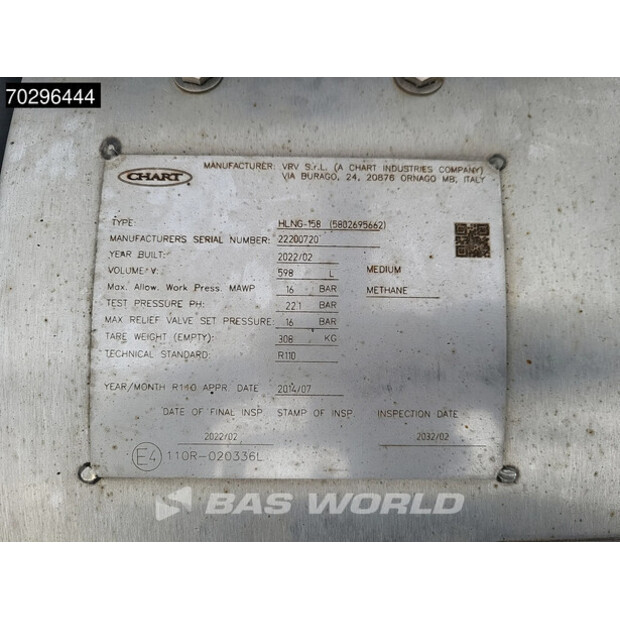 70296444
CHART
MANUFACTURER: VRV S.r.L. (A CHART INDUSTRIES COMPANY)
VIA BURAGO, 24, 20876 ORNAGO MB, ITALY
TYPE: HLNG-158 (5802695662)
MANUFACTURERS SERIAL NUMBER: 22200720
YEAR BUILT: 2022/02
VOLUME V: 598 L MEDIUM
Max. Allow. Work Press. MAWP 16 BAR METHANE
TEST PRESSURE PH: 221 BAR
MAX RELIEF VALVE SET PRESSURE: 16 BAR
TARE WEIGHT (EMPTY): 308 KG
TECHNICAL STANDARD: R110
YEAR/MONTH R110 APPR. DATE 2014/07
DATE OF FINAL INSP. STAMP OF INSP. INSPECTION DATE
2022/02 2032/02
E4 110R-020336L
BAS WORLD